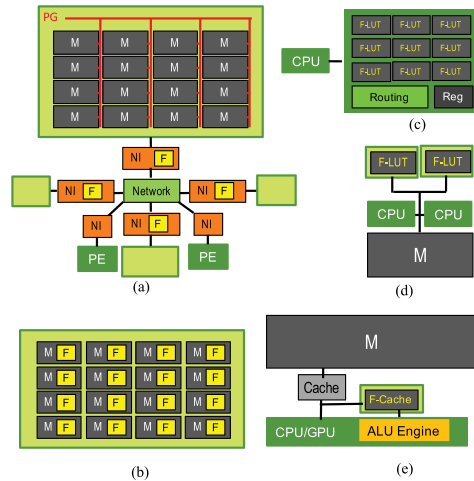 PG
M M M M
M M M M
M M M M
M M M M
NI F
NI F
Network
NI F
NI
NI F
NI
PE
PE
(a)
M F M F M F M F
M F M F M F M F
M F M F M F M F
M F M F M F M F
(b)
CPU
F-LUT F-LUT F-LUT
F-LUT F-LUT F-LUT
F-LUT F-LUT F-LUT
Routing Reg
(c)
F-LUT F-LUT
CPU CPU
M
(d)
M
Cache
F-Cache
CPU/GPU ALU Engine
(e)